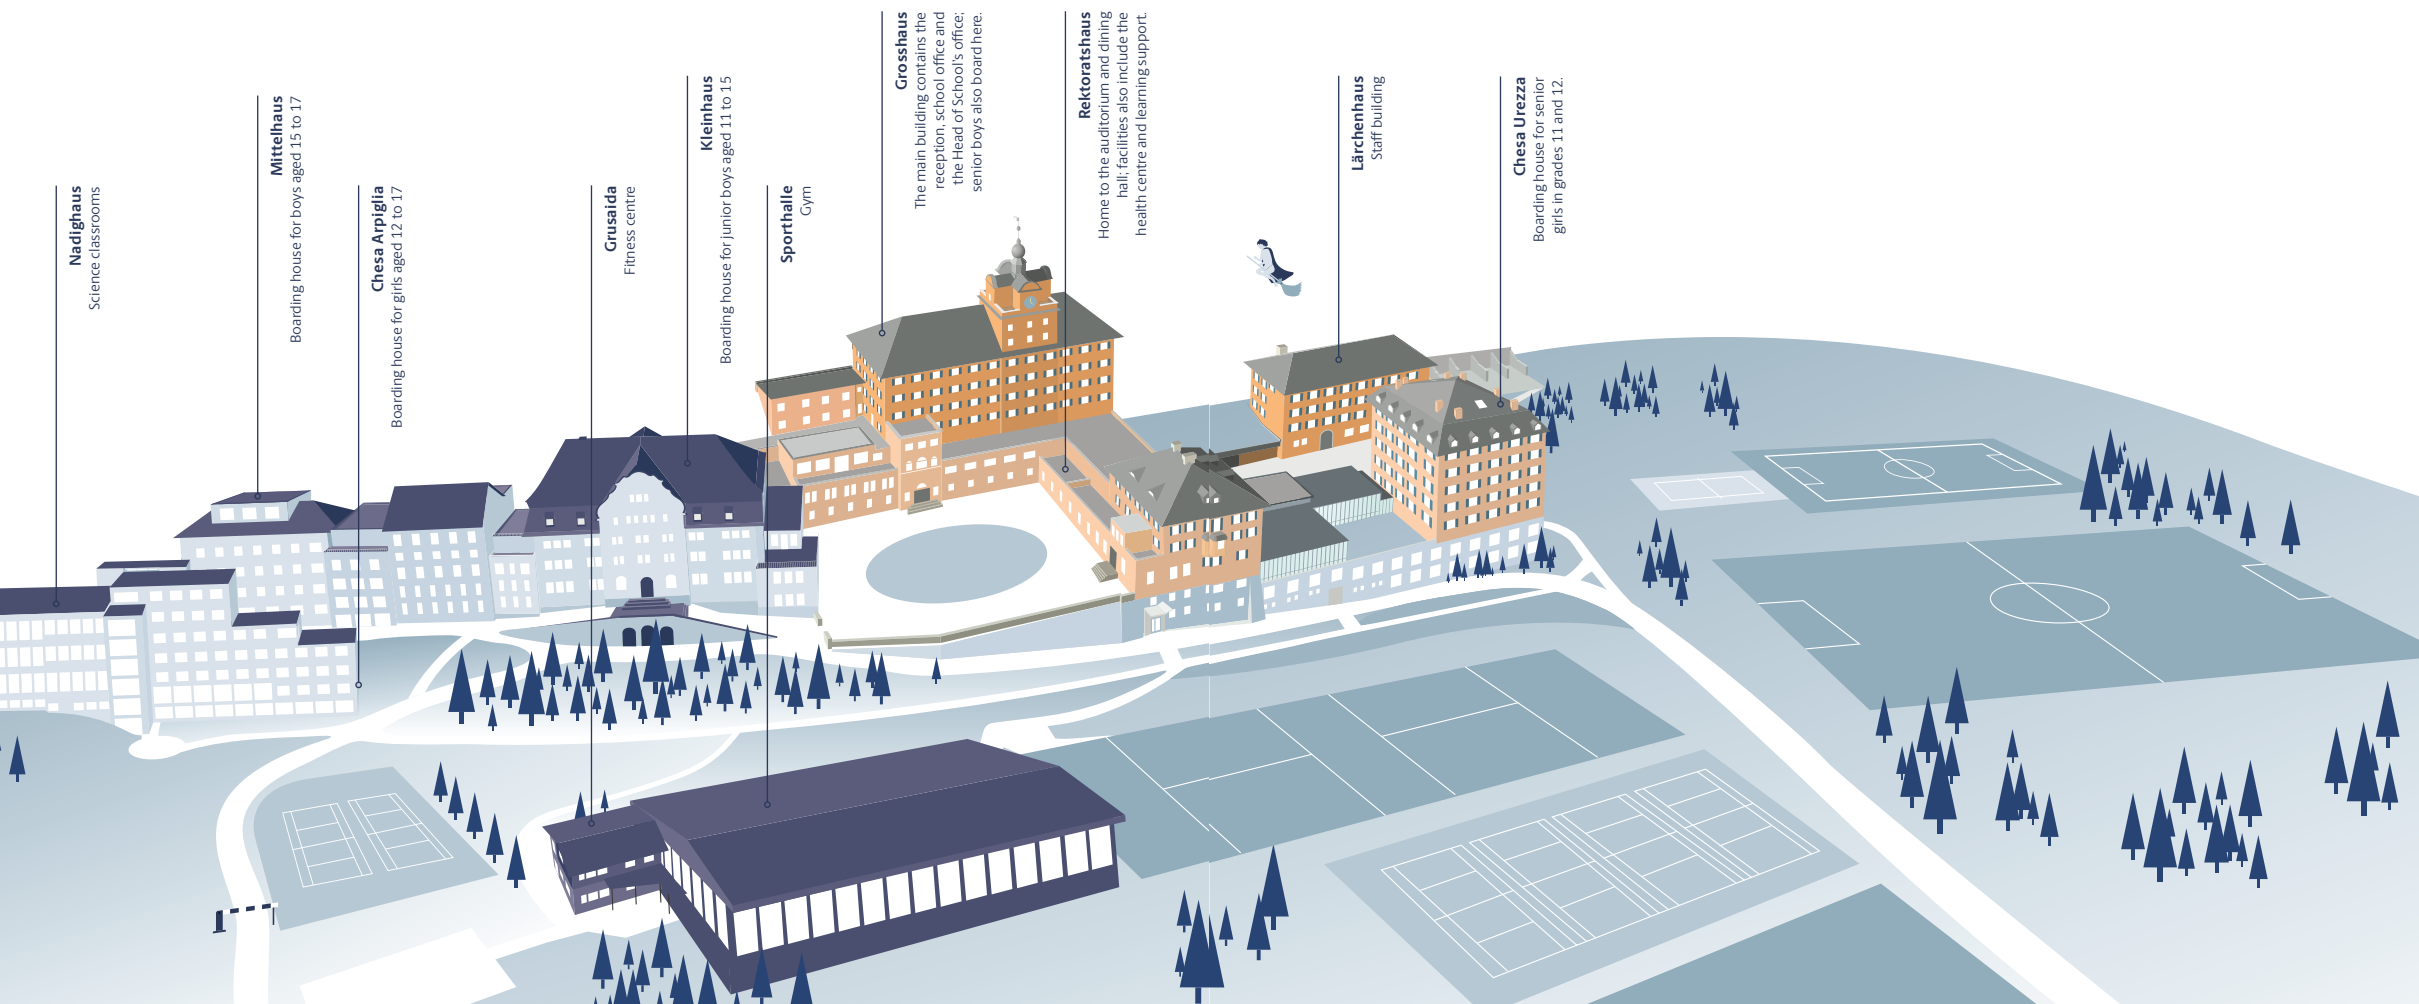 Nadighaus
Science classrooms
Mittelhaus
Boarding house for boys aged 15 to 17
Chesa Arpiglia
Boarding house for girls aged 12 to 17
Grusaida
Fitness centre
Kleinhaus
Boarding house for junior boys aged 11 to 15
Sporthalle
Gym
Grosshaus
The main building contains the
reception, school office and
the Head of School's office;
senior boys also board here.
Rektoratshaus
Home to the auditorium and dining
hall; facilities also include the
health centre and learning support.
Lärchenhaus
Staff building
Chesa Urezza
Boarding house for senior
girls in grades 11 and 12.